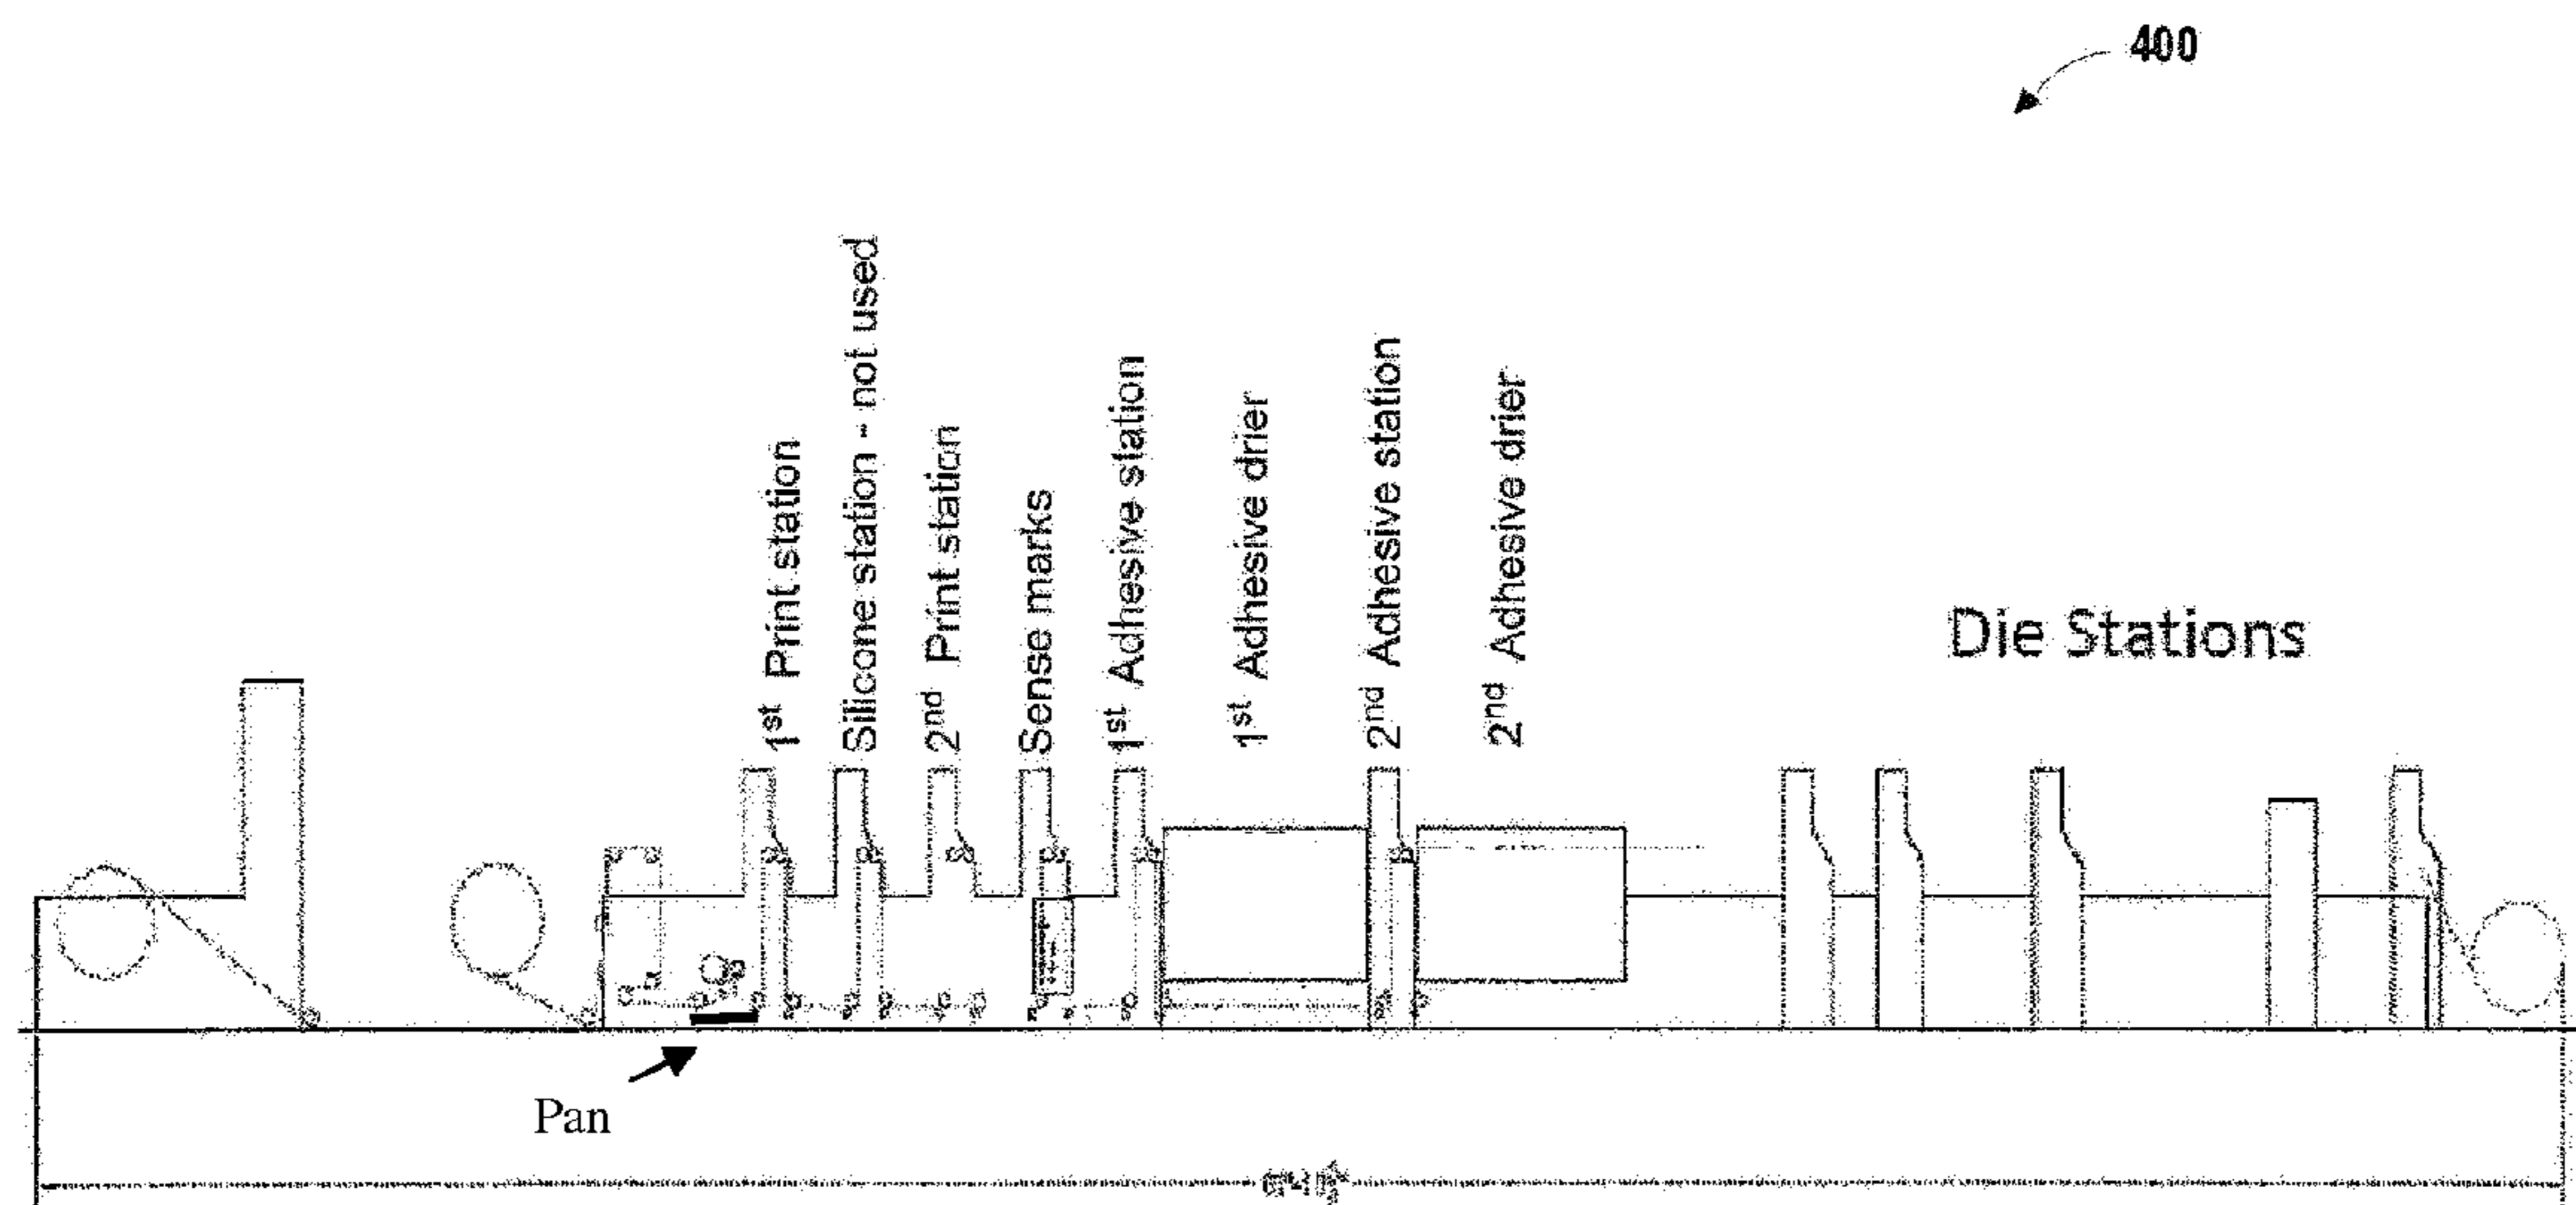 400
1st Print station
Silicone station - not used
2nd Print station
Sense marks
1st Adhesive station
1st Adhesive drier
2nd Adhesive station
2nd Adhesive drier
Die Stations
Pan